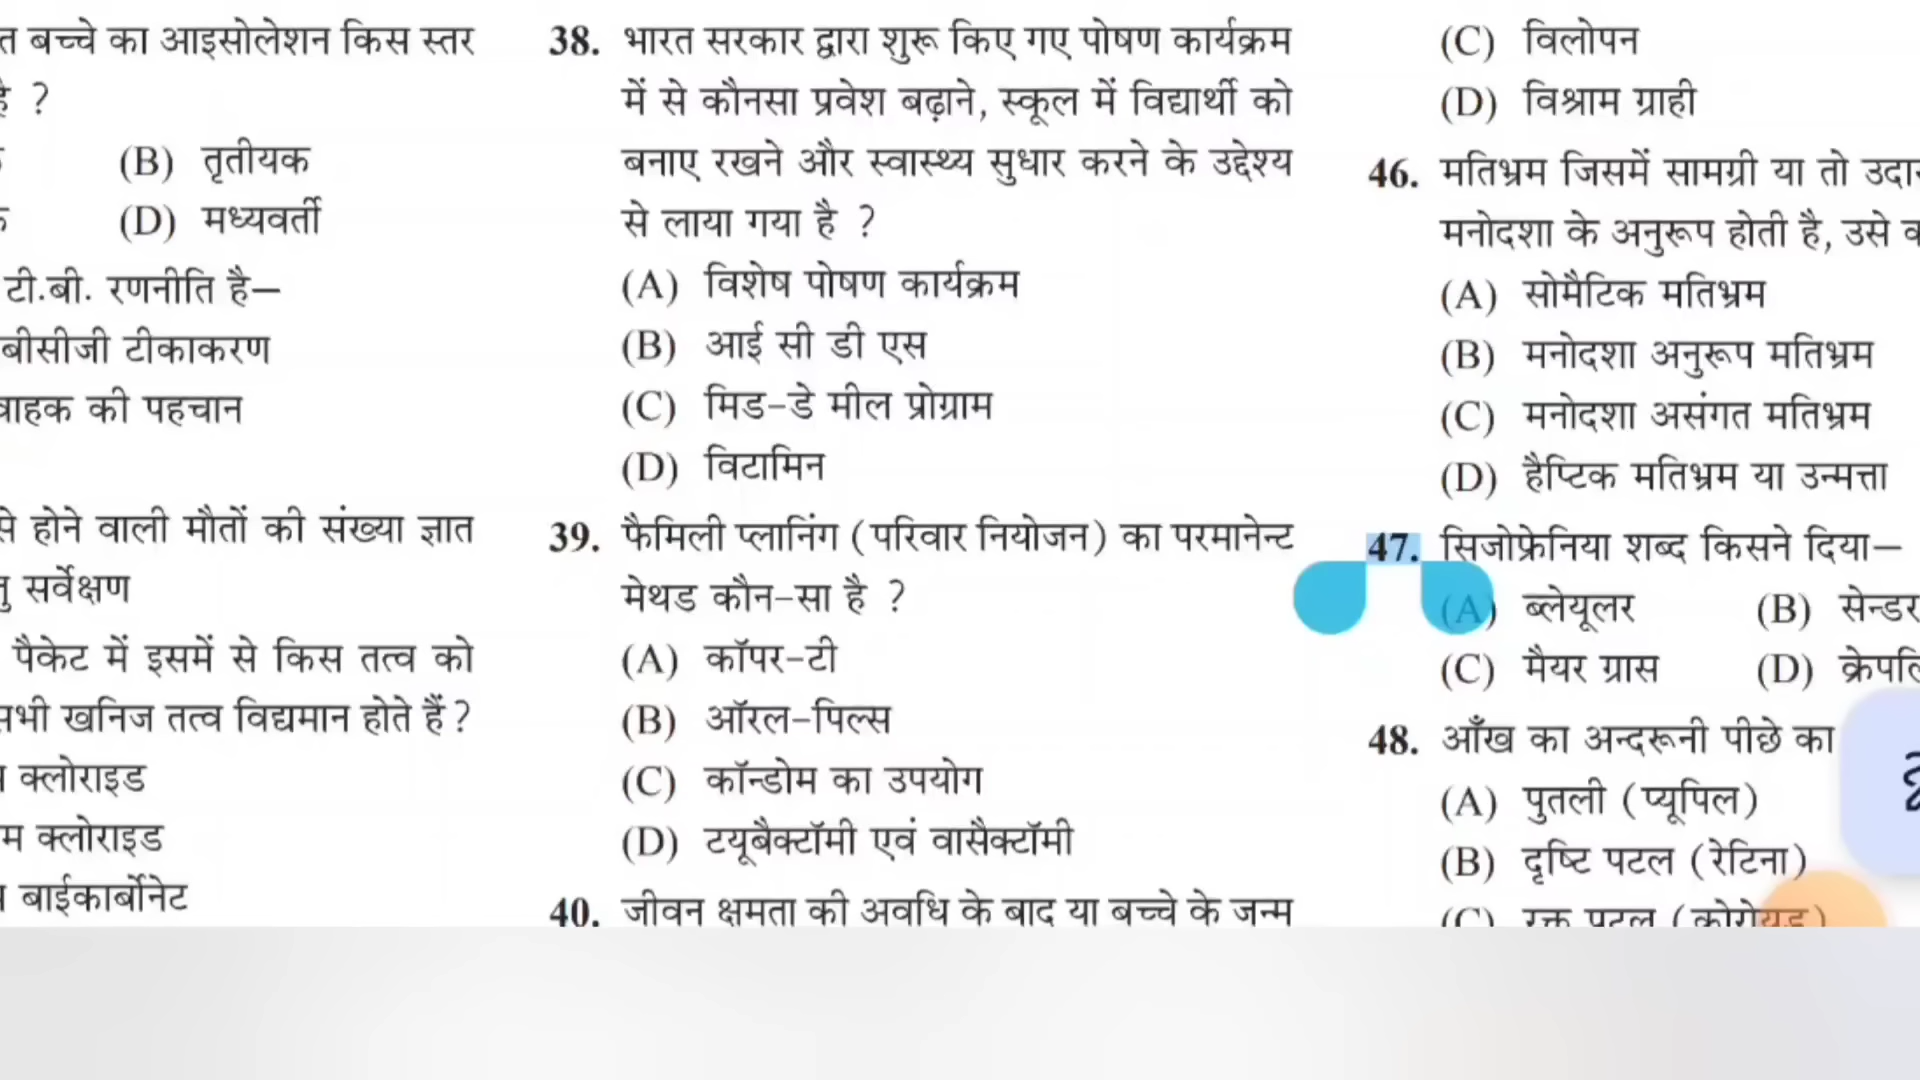 त बच्चे का आइसोलेशन किस स्तर
है ?
(B) तृतीयक
(D) मध्यवर्ती
टी.बी. रणनीति है—
बीसीजी टीकाकरण
वाहक की पहचान
से होने वाली मौतों की संख्या ज्ञात
तु सर्वेक्षण
पैकेट में इसमें से किस तत्व को
सभी खनिज तत्व विद्यमान होते हैं ?
क्लोराइड
म क्लोराइड
बाईकार्बोनेट
38. भारत सरकार द्वारा शुरू किए गए पोषण कार्यक्रम
में से कौनसा प्रवेश बढ़ाने, स्कूल में विद्यार्थी को
बनाए रखने और स्वास्थ्य सुधार करने के उद्देश्य
से लाया गया है ?
(A) विशेष पोषण कार्यक्रम
(B) आई सी डी एस
(C) मिड-डे मील प्रोग्राम
(D) विटामिन
39. फैमिली प्लानिंग (परिवार नियोजन) का परमानेन्ट
मेथड कौन-सा है ?
(A) कॉपर-टी
(B) ऑरल-पिल्स
(C) कॉन्डोम का उपयोग
(D) टयूबैक्टॉमी एवं वासैक्टॉमी
40. जीवन क्षमता की अवधि के बाद या बच्चे के जन्म
(C) विलोपन
(D) विश्राम ग्राही
46. मतिभ्रम जिसमें सामग्री या तो
मनोदशा के अनुरूप होती है, उसे
(A) सोमैटिक मतिभ्रम
(B) मनोदशा अनुरूप मतिभ्रम
(C) मनोदशा असंगत मतिभ्रम
(D) हैप्टिक मतिभ्रम या उन्मत्ता
47. सिजोफ्रेनिया शब्द किसने दिया—
(A) ब्लेयूलर (B) सेन्डर
(C) मैयर ग्रास (D)
48. आँख का अन्दरूनी पीछे का
(A) पुतली (प्यूपिल)
(B) दृष्टि पटल (रेटिना)
(C) रक्त पटल (कोरोयड)